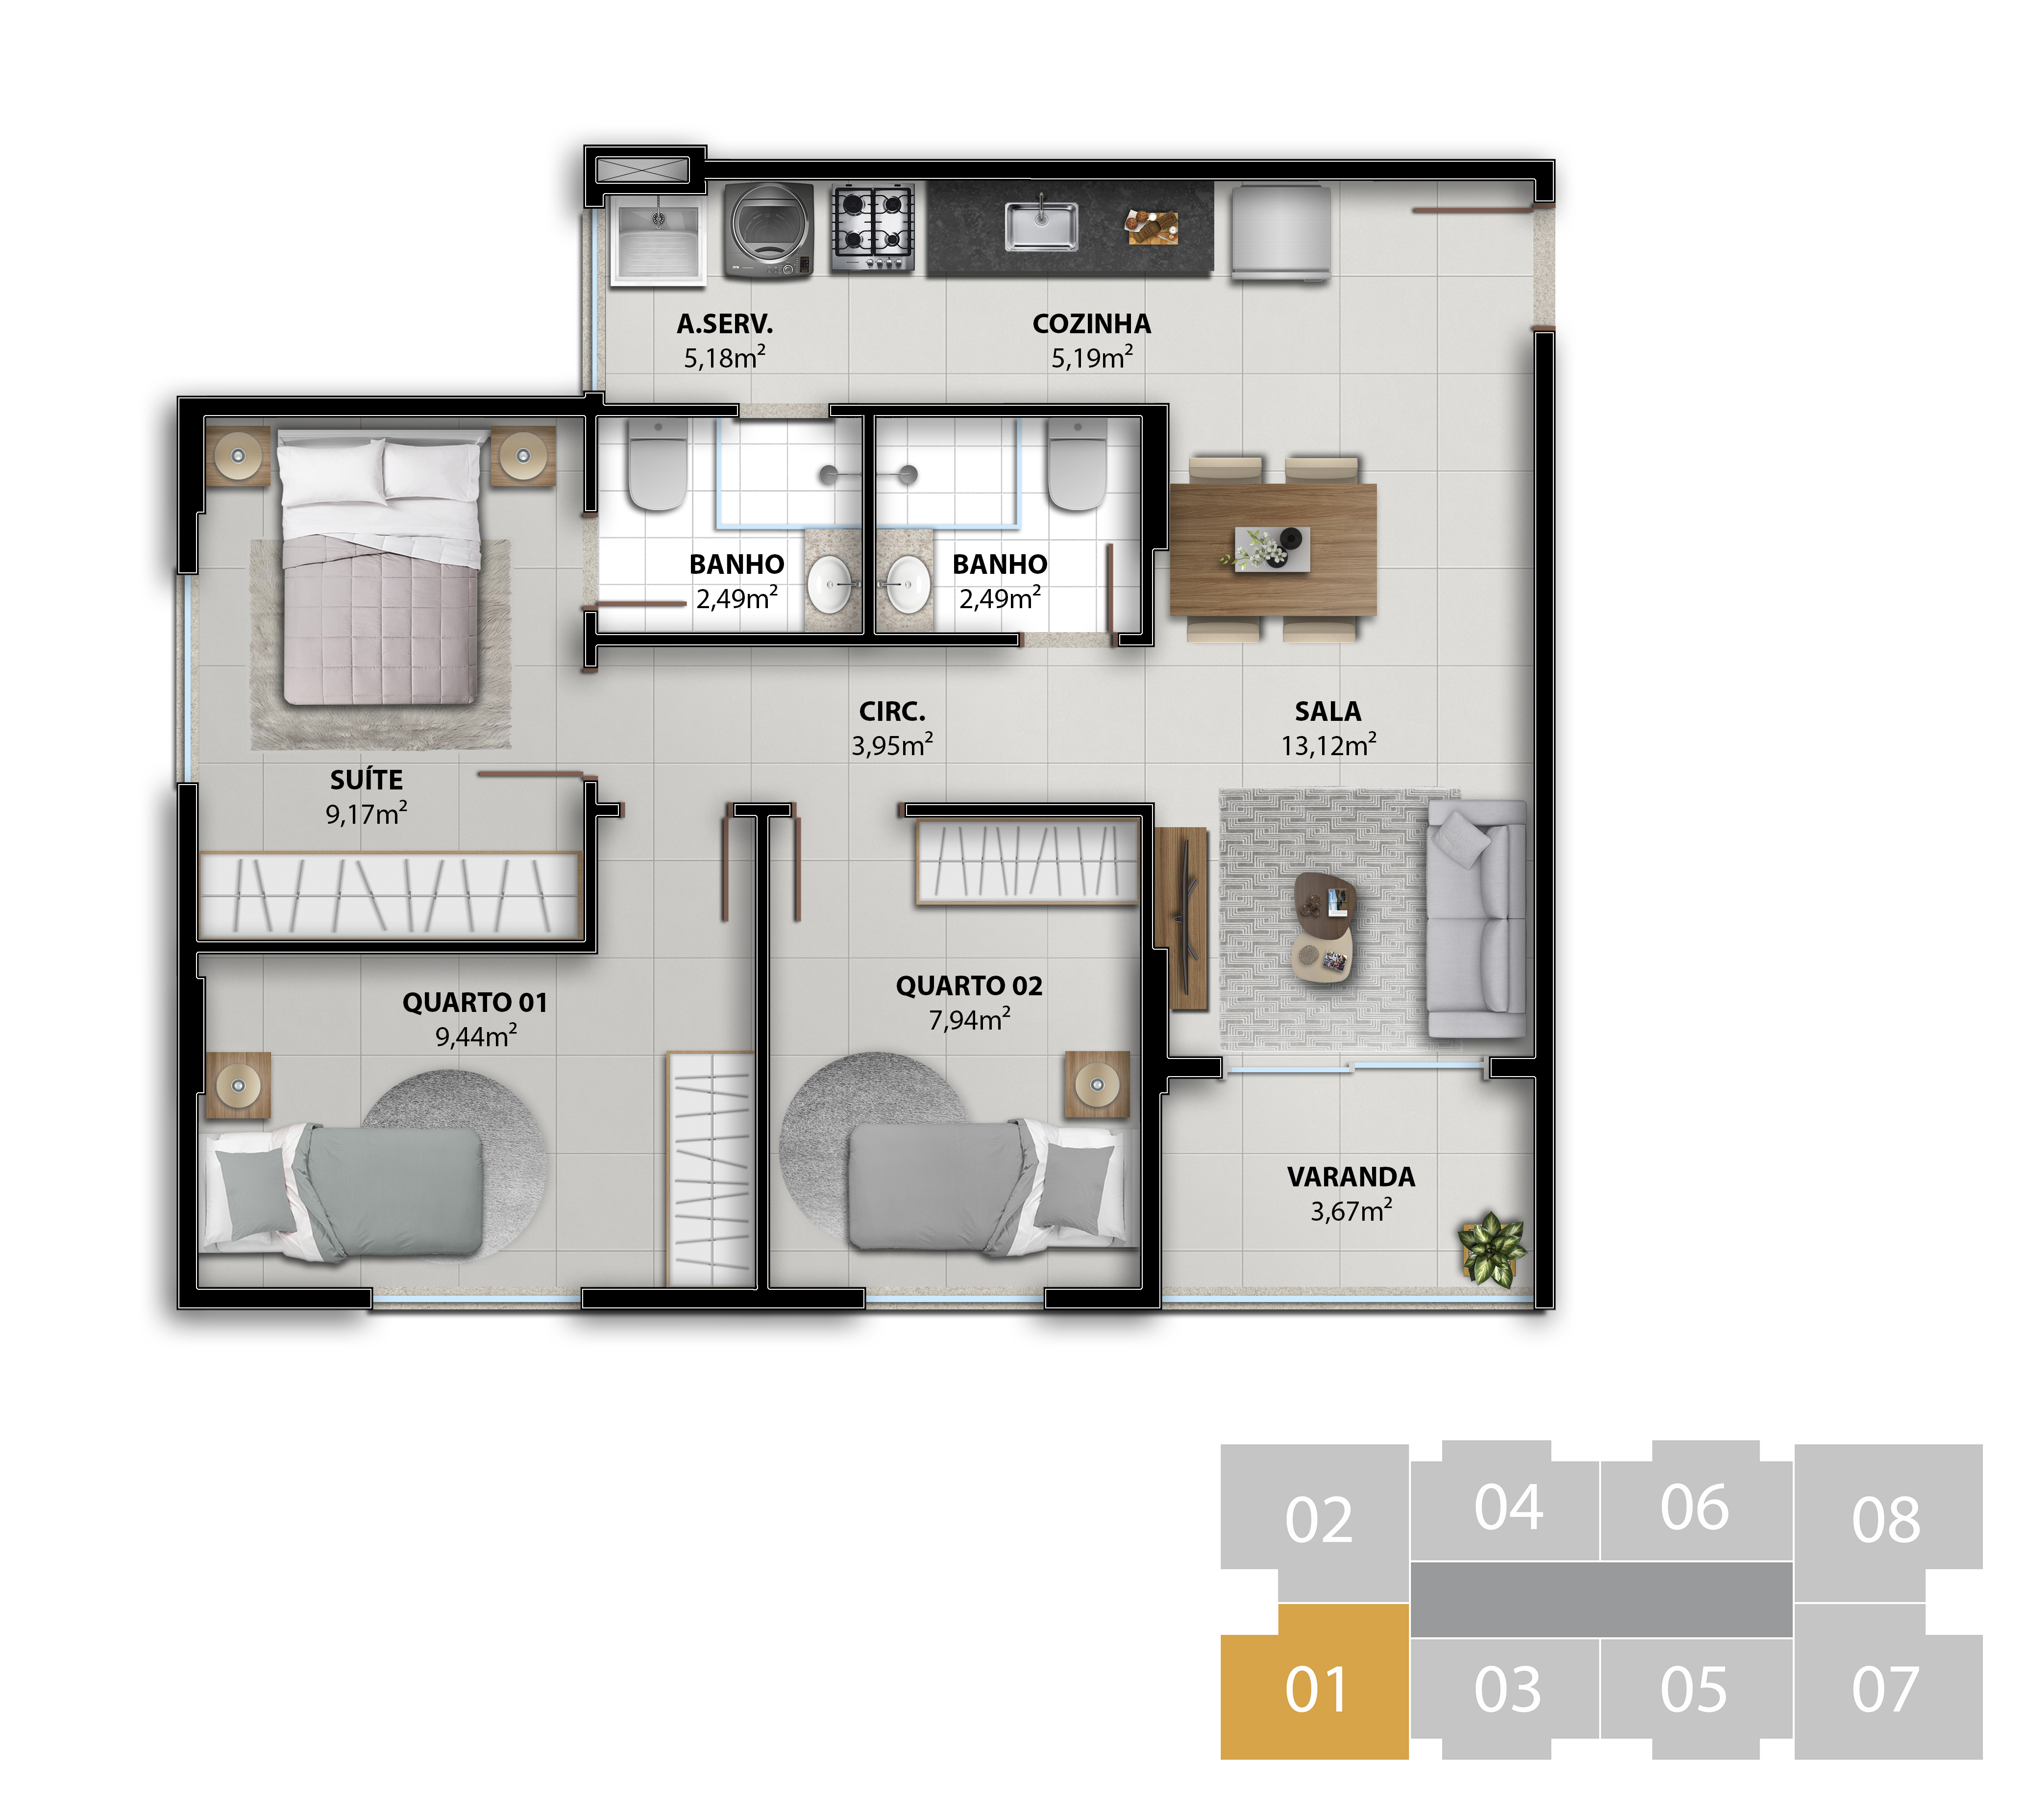 A.SERV.
5,18m²
COZINHA
5,19m²
BANHO
2,49m²
BANHO
2,49m²
CIRC.
3,95m²
SALA
13,12m²
SUÍTE
9,17m²
QUARTO 01
9,44m²
QUARTO 02
7,94m²
VARANDA
3,67m²
02
04
06
08
01
03
05
07